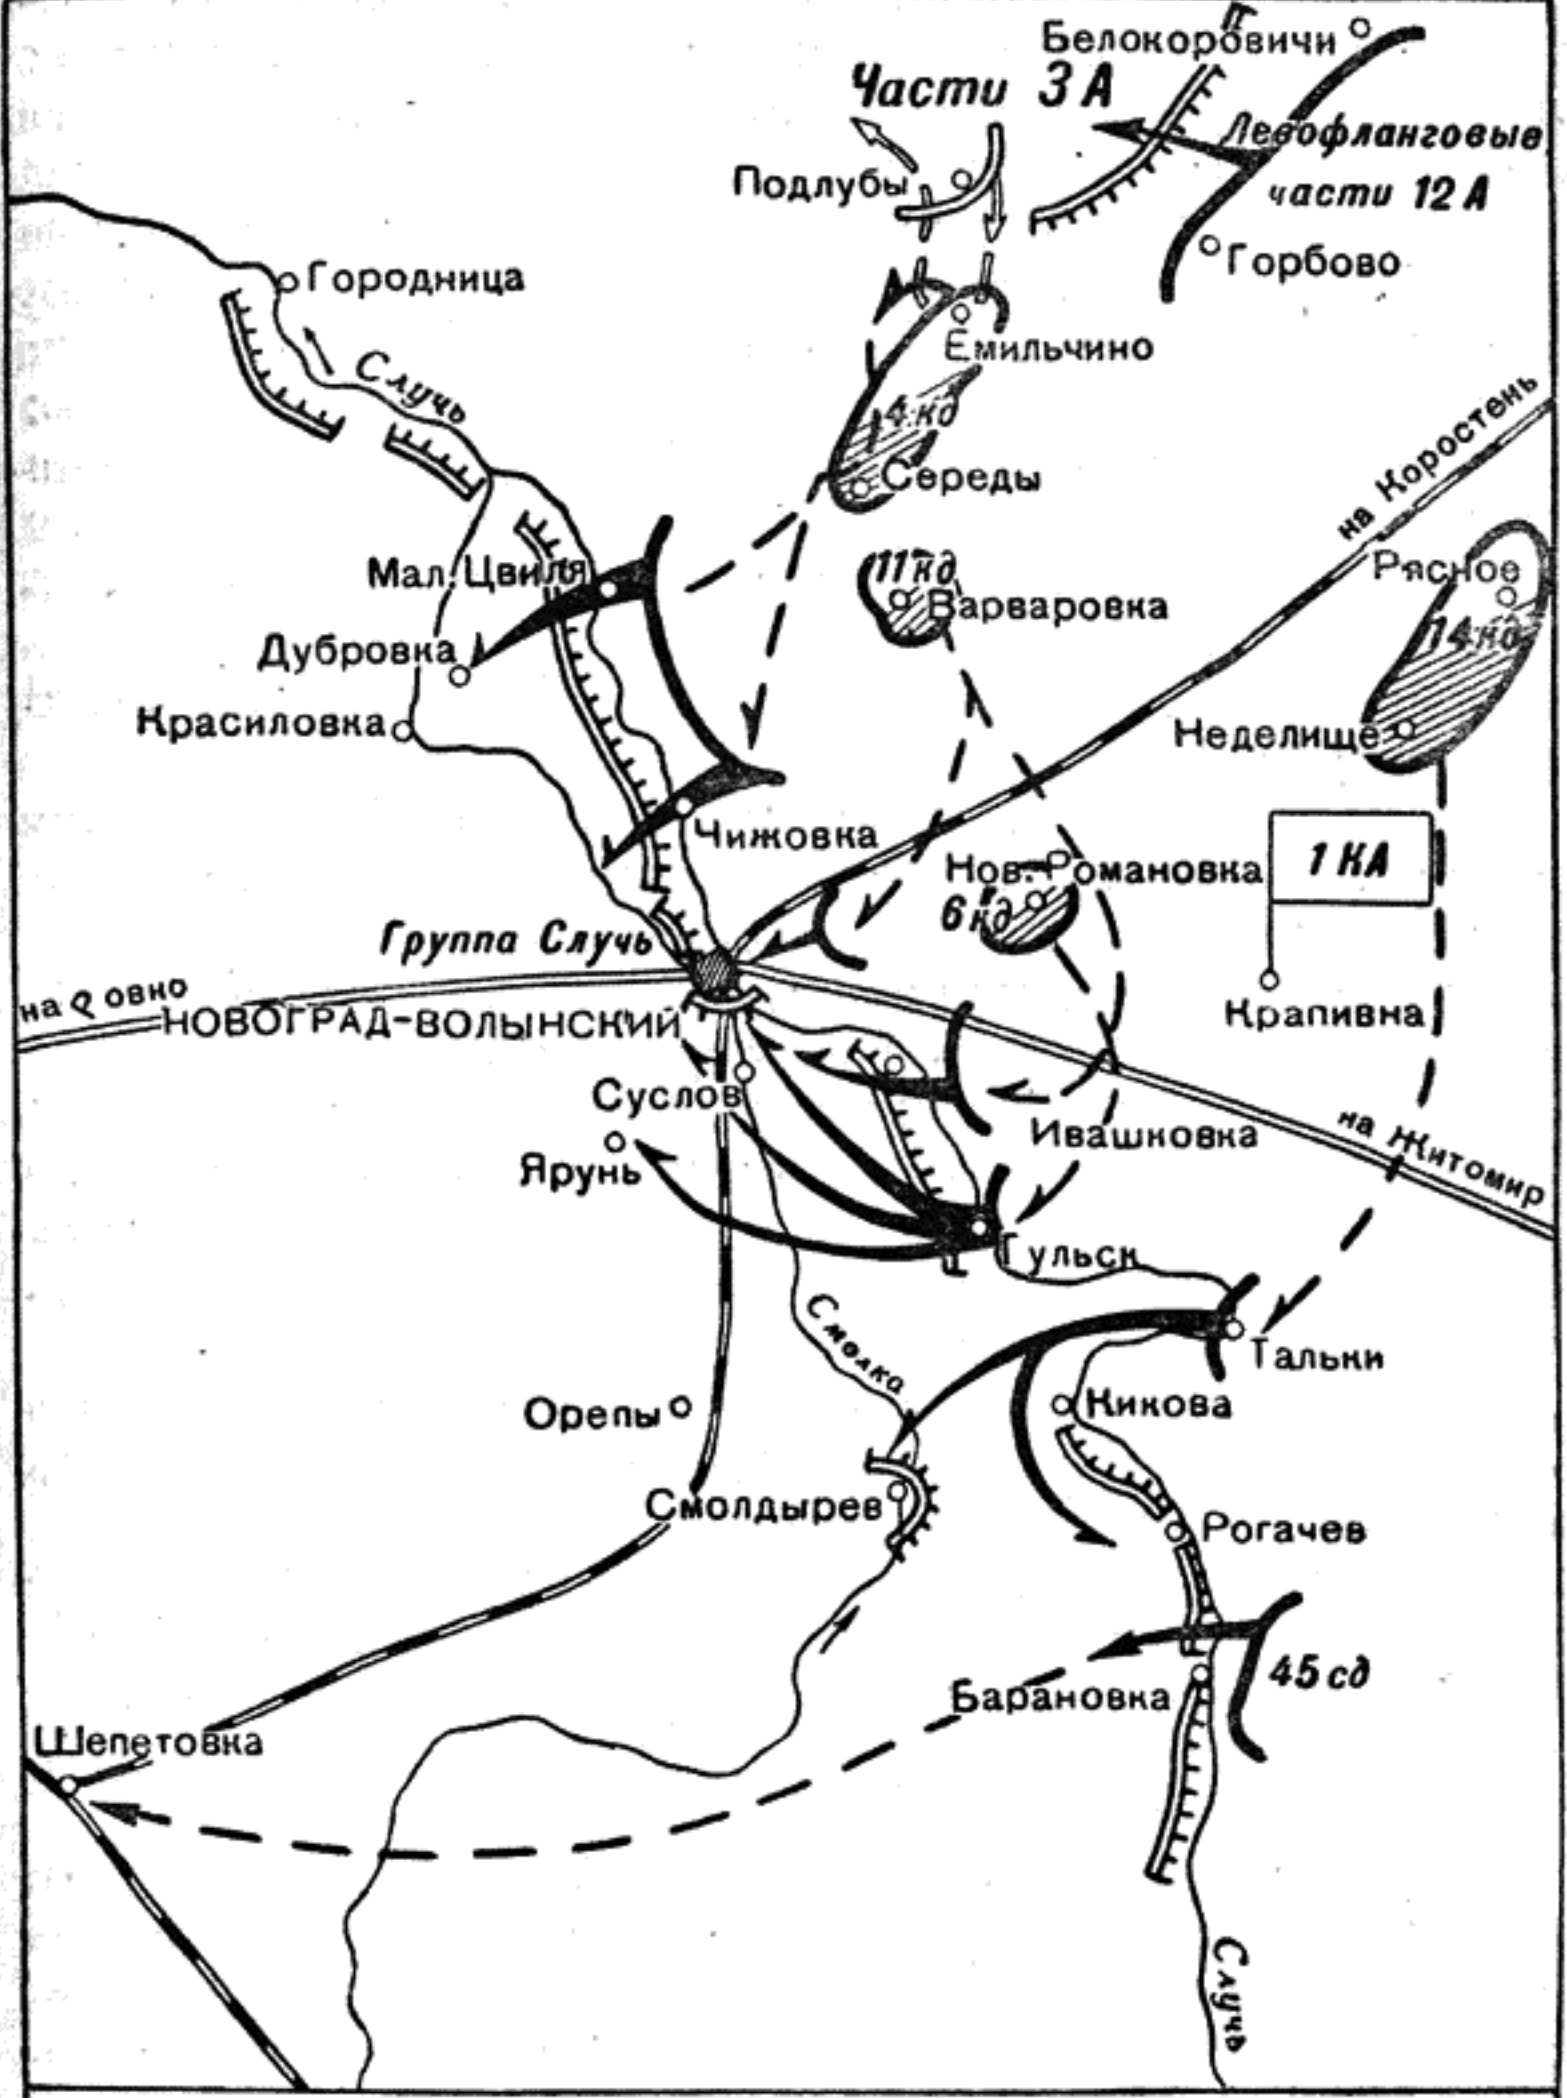 Белокоровичи
Части 3 А
Левофланговые
части 12 А
Подлубы
Горбово
Городница
Емильчино
Случь
4 кд
на Коростень
Середы
Мал. Цвиля
11 кд
Варваровка
Рясное
14 кд
Дубровка
Красиловка
Неделище
Чижовка
Нов. Романовка
1 КА
6 кд
Группа Случь
на Ровно
НОВОГРАД-ВОЛЫНСКИЙ
Крапивна
Суслов
Ивашковка
на Житомир
Ярунь
Гульск
Смолка
Тальки
Орепы
Кикова
Смолдырев
Рогачев
45 сд
Барановка
Шепетовка
Случь